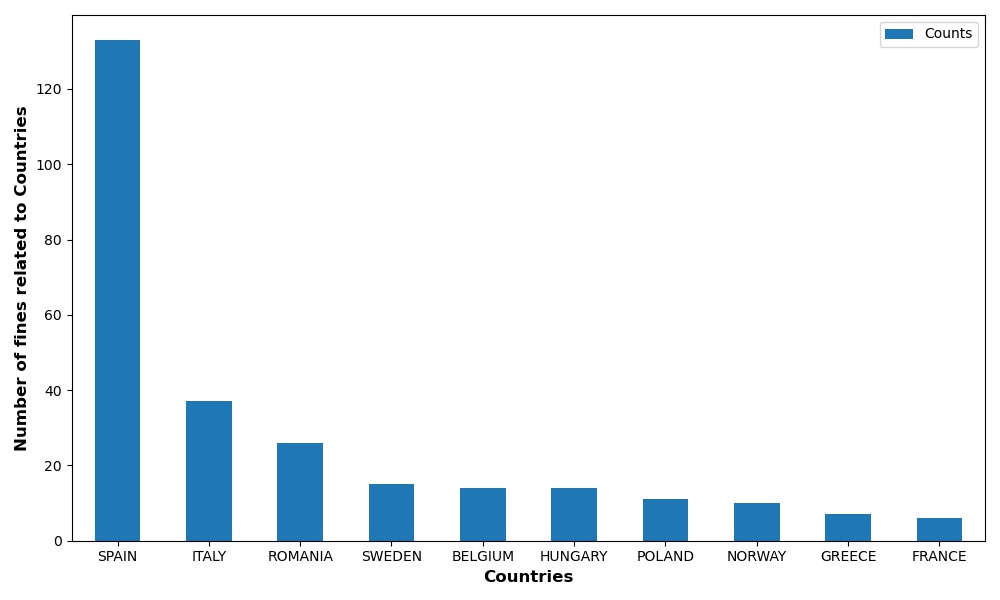 Counts
Number of fines related to Countries
120
100
80
60
40
20
0
SPAIN ITALY ROMANIA SWEDEN BELGIUM HUNGARY POLAND NORWAY GREECE FRANCE
Countries